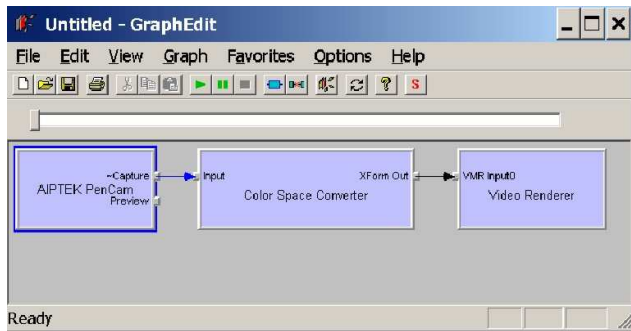 Untitled - GraphEdit
File Edit View Graph Favorites Options Help
S
AIPTEK PenCam
~Capture
Preview
Input
Color Space Converter
XForm Out
VMR Input0
Video Renderer
Ready